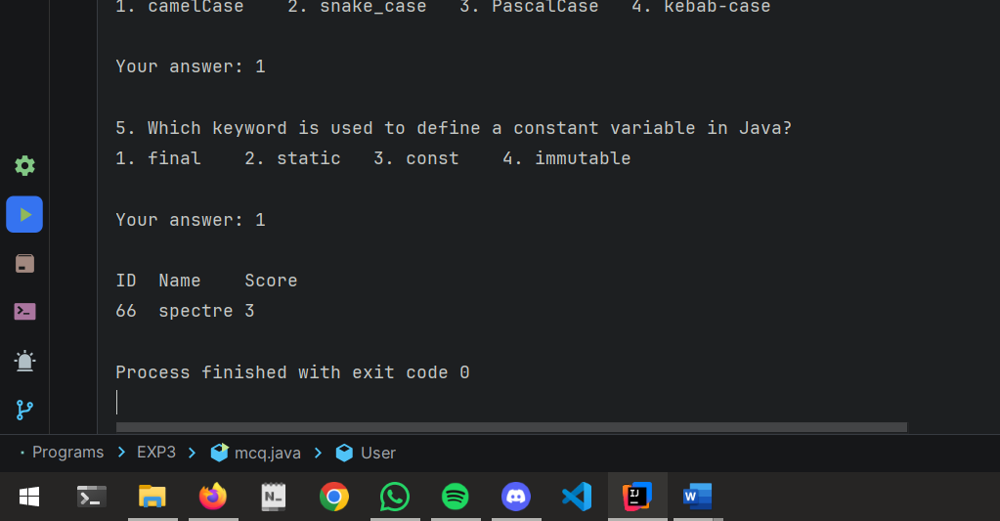 1. camelCase    2. snake_case   3. PascalCase   4. kebab-case
Your answer: 1
5. Which keyword is used to define a constant variable in Java?
1. final    2. static   3. const    4. immutable
Your answer: 1
ID  Name    Score
66  spectre 3
Process finished with exit code 0
Programs > EXP3 > mcq.java > User
N..
IJ
W